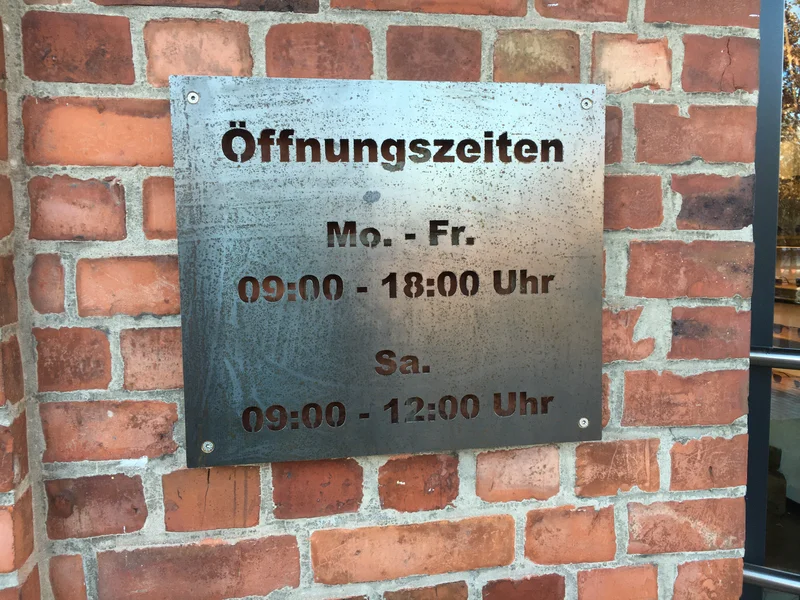 Öffnungszeiten
Mo. - Fr.
09:00 - 18:00 Uhr
Sa.
09:00 - 12:00 Uhr